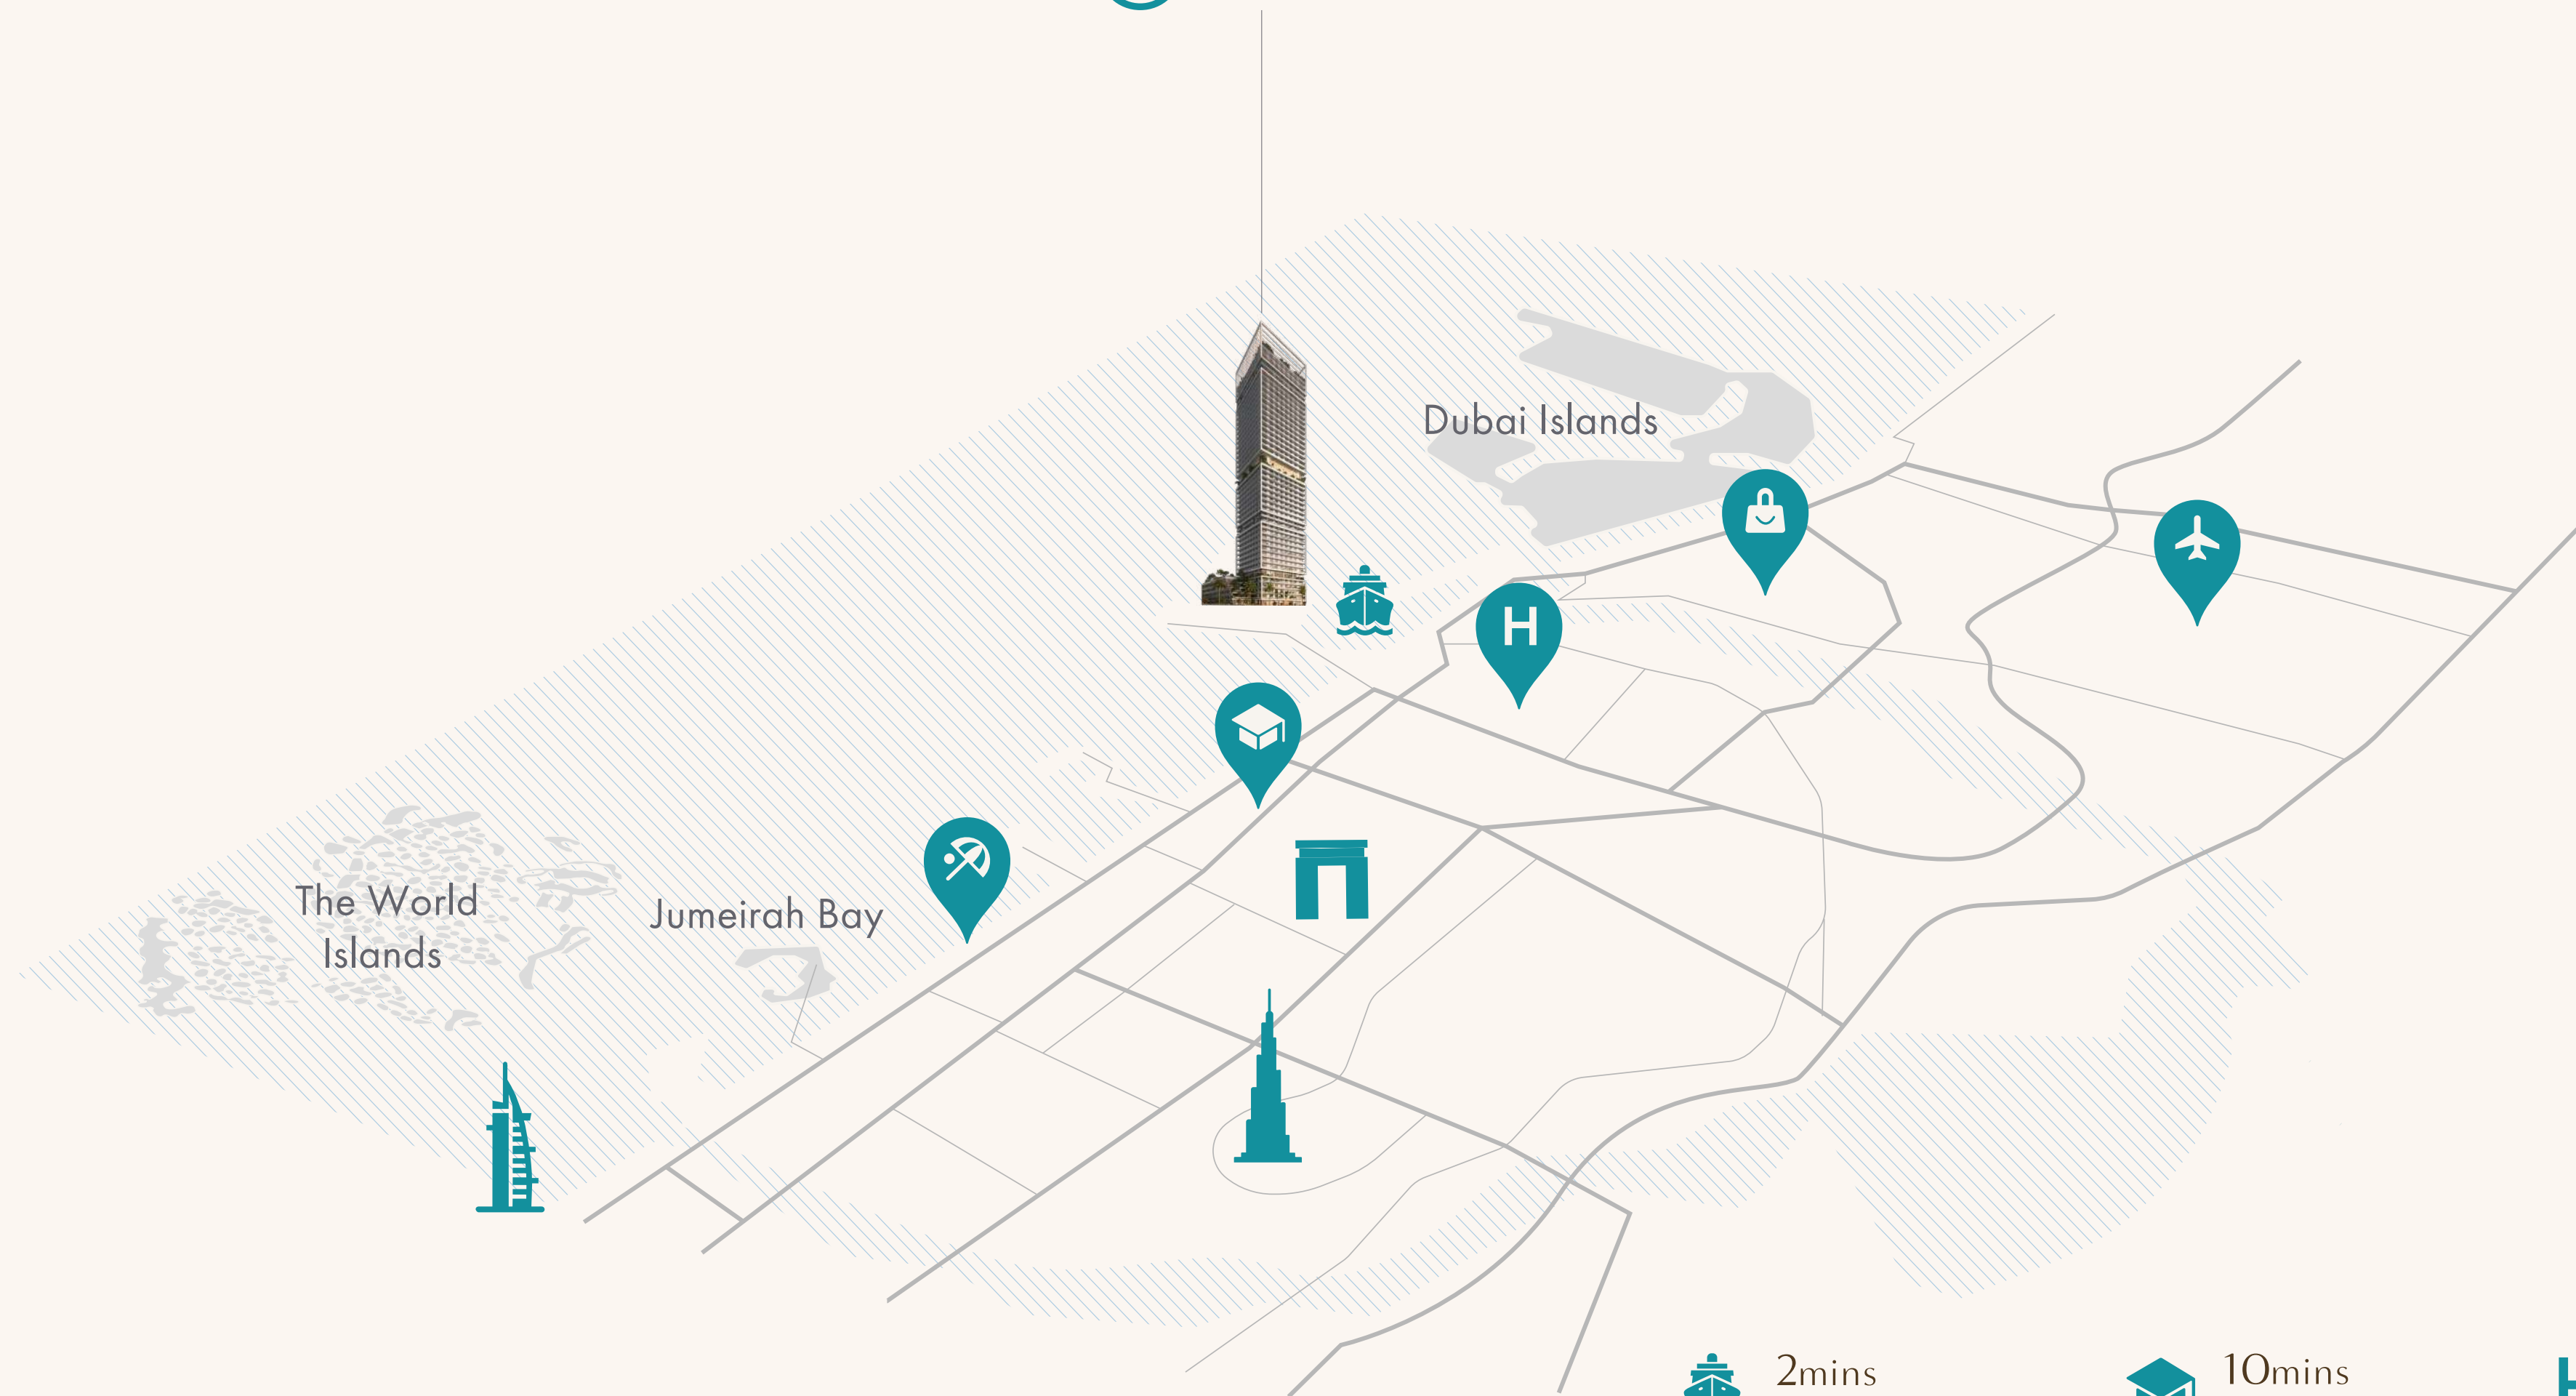 Dubai Islands
H
The World
Islands
Jumeirah Bay
2mins
10mins